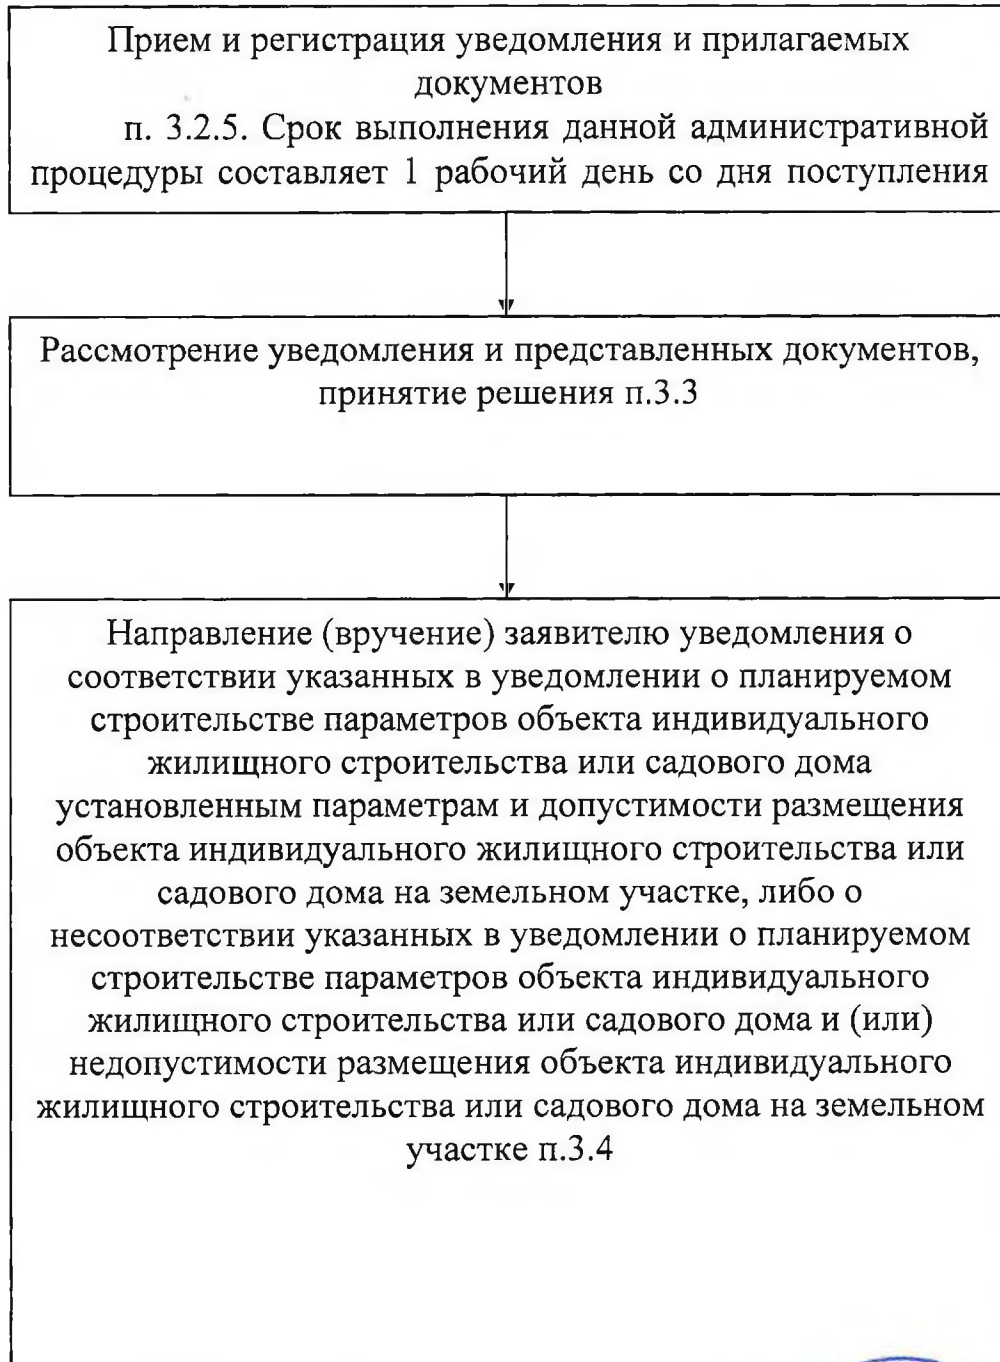 Прием и регистрация уведомления и прилагаемых
документов
п. 3.2.5. Срок выполнения данной административной
процедуры составляет 1 рабочий день со дня поступления
Рассмотрение уведомления и представленных документов,
принятие решения п.3.3
Направление (вручение) заявителю уведомления о
соответствии указанных в уведомлении о планируемом
строительстве параметров объекта индивидуального
жилищного строительства или садового дома
установленным параметрам и допустимости размещения
объекта индивидуального жилищного строительства или
садового дома на земельном участке, либо о
несоответствии указанных в уведомлении о планируемом
строительстве параметров объекта индивидуального
жилищного строительства или садового дома и (или)
недопустимости размещения объекта индивидуального
жилищного строительства или садового дома на земельном
участке п.3.4